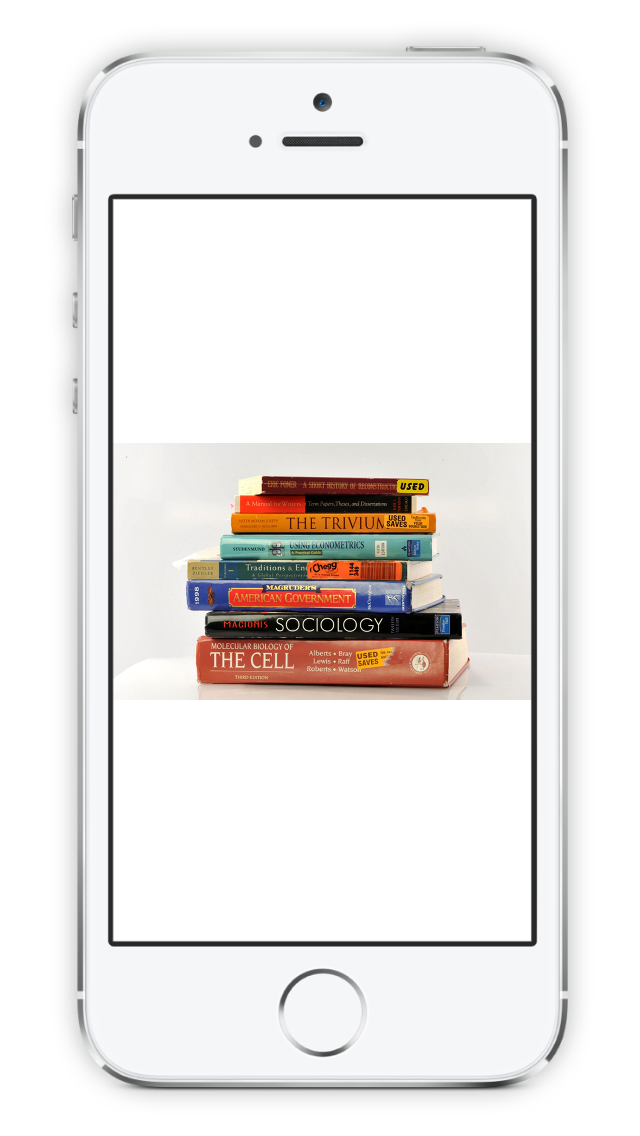 ERIC FONER A SHORT HISTORY OF RECONSTRUCTION
USED
A Manual for Writers of Term Papers, Theses, and Dissertations
THE TRIVIUM
USED
SAVES
STUDENMUND
USING ECONOMETRICS
A Practical Guide
BENTLEY
ZIEGLER
Traditions & En
A Global Perspective
Chegg
1998
MAGRUDER'S
AMERICAN GOVERNMENT
MACIONIS
SOCIOLOGY
MOLECULAR BIOLOGY OF
THE CELL
THIRD EDITION
Alberts • Bray
Lewis • Raff
Roberts • Watson
USED
SAVES